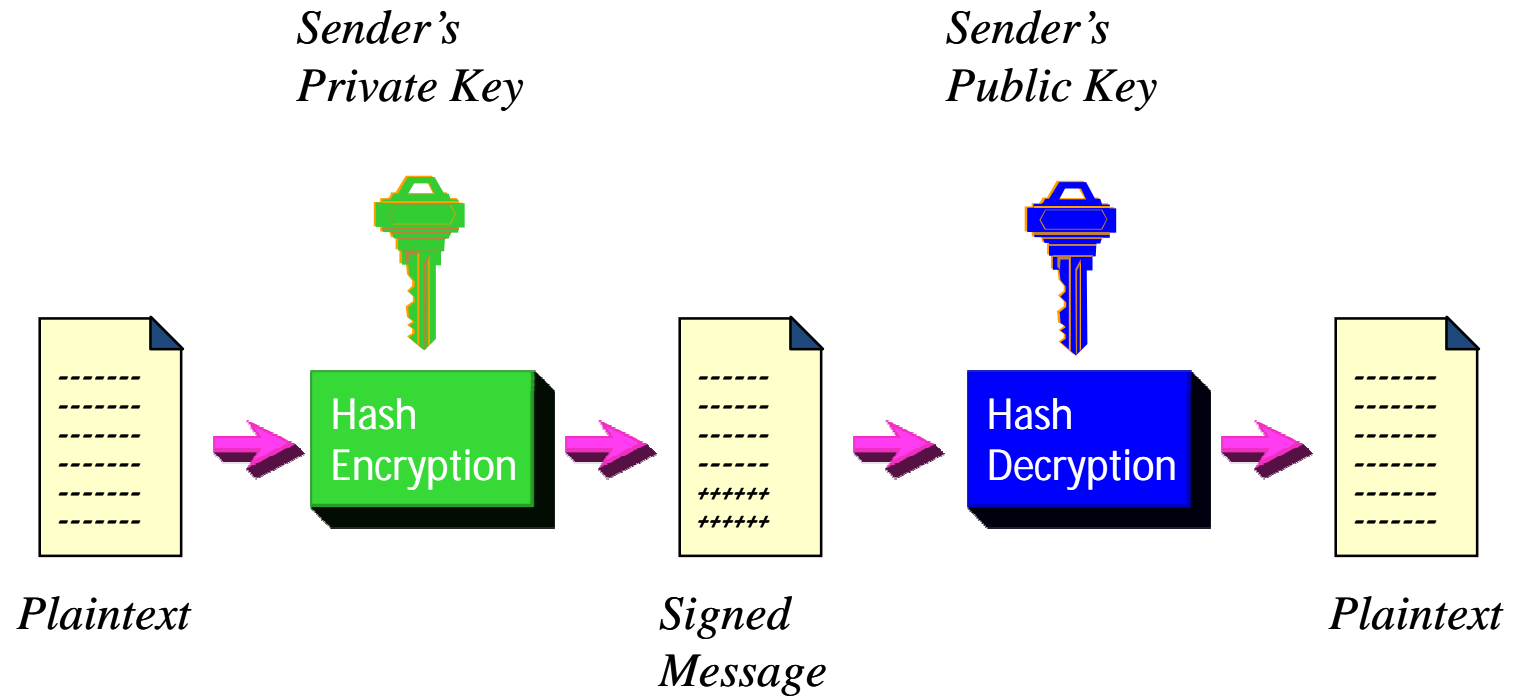 Sender’s
Private Key
Sender’s
Public Key
-------
-------
-------
-------
-------
-------
Plaintext
Hash
Encryption
------
------
------
------
++++++
++++++
Signed
Message
Hash
Decryption
-------
-------
-------
-------
-------
-------
Plaintext